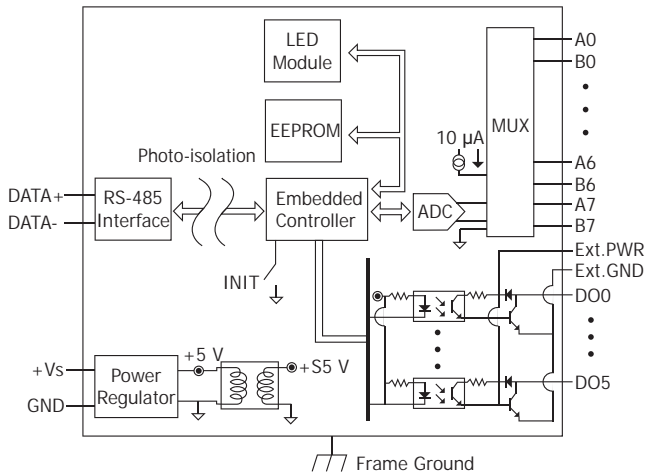 LED
Module
EEPROM
Photo-isolation
DATA+
DATA-
RS-485
Interface
Embedded
Controller
INIT
ADC
10 µA
MUX
A0
B0
A6
B6
A7
B7
Ext.PWR
Ext.GND
DO0
DO5
+Vs
GND
Power
Regulator
+5 V
+S5 V
Frame Ground